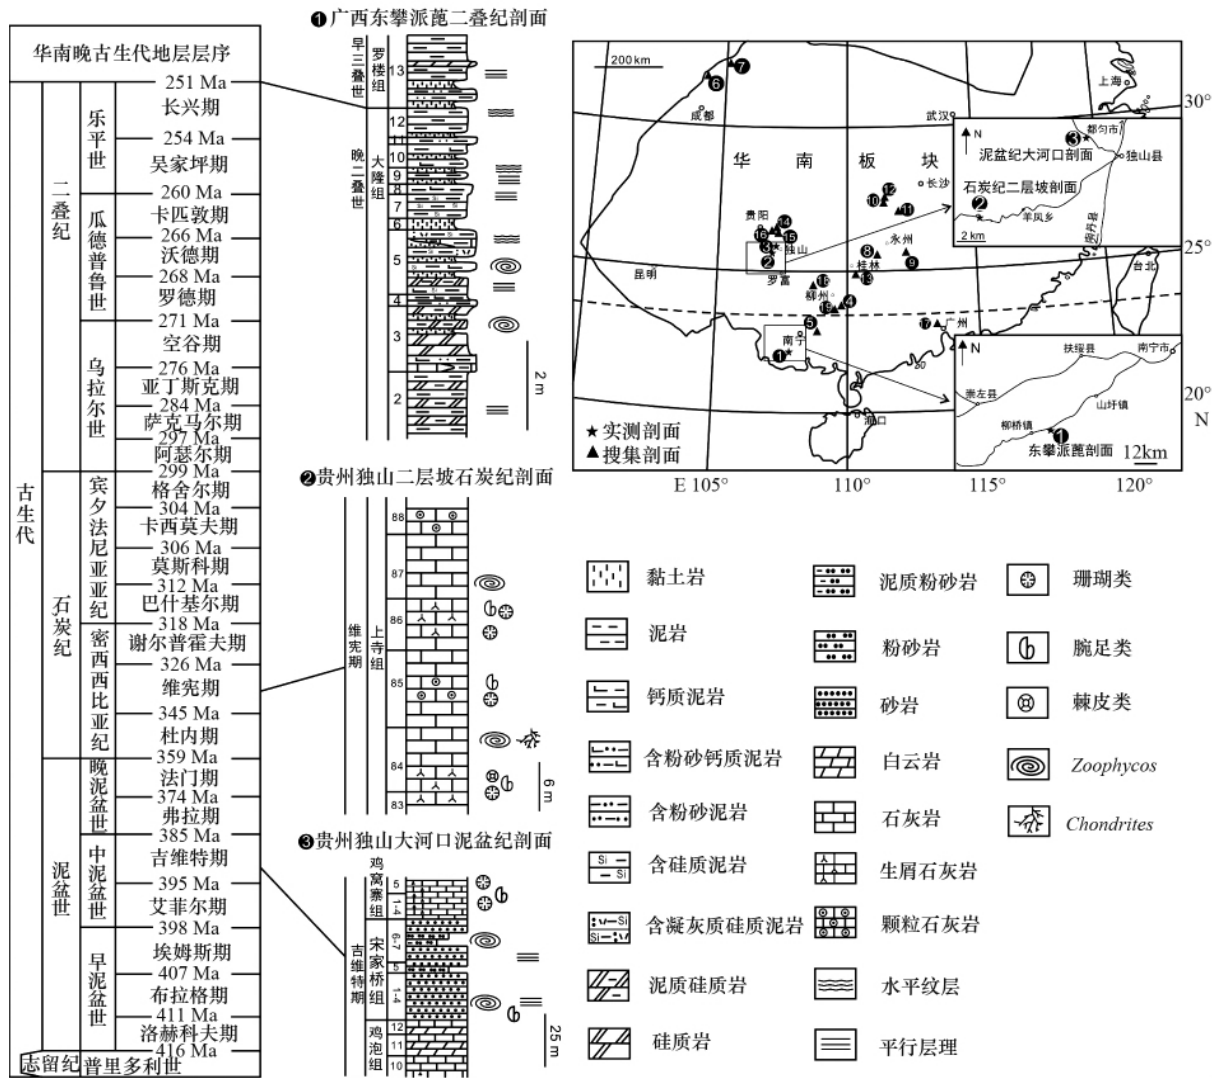 华南晚古生代地层层序
251 Ma
长兴期
254 Ma
吴家坪期
260 Ma
卡匹敦期
266 Ma
沃德期
268 Ma
罗德期
271 Ma
空谷期
276 Ma
亚丁斯克期
284 Ma
萨克马尔期
297 Ma
阿瑟尔期
299 Ma
格舍尔期
304 Ma
卡西莫夫期
306 Ma
莫斯科期
312 Ma
巴什基尔期
318 Ma
谢尔普霍夫期
326 Ma
维宪期
345 Ma
杜内期
359 Ma
法门期
374 Ma
弗拉期
385 Ma
吉维特期
395 Ma
艾菲尔期
398 Ma
埃姆斯期
407 Ma
布拉格期
411 Ma
洛赫科夫期
416 Ma
志留纪
普里多利世
古生代
二叠纪
石炭纪
泥盆世
乐平世
瓜德普鲁世
乌拉尔世
宾夕法尼亚亚纪
密西西比亚纪
晚泥盆世
中泥盆世
早泥盆世
❶广西东攀派蓖二叠纪剖面
早三叠世
罗楼组
晚二叠世
大隆组
13
12
11
10
9
8
7
6
5
4
3
2
2 m
❷贵州独山二层坡石炭纪剖面
维宪期
上寺组
88
87
86
85
84
83
6 m
❸贵州独山大河口泥盆纪剖面
吉维特期
鸡窝寨组
宋家桥组
鸡泡组
5
1-4
6-7
5
1-4
12
11
10
25 m
200 km
❼
❻
成都
武汉
上海
30°
华南板块
长沙
⓬
❿
⓫
贵阳
⓮
⓰
⓯
❸
独山
❷
罗富
永州
❽
❾
桂林
⓭
⓲
柳州
❹
⓳
❺
⓱
广州
南宁
❶
昆明
海口
台北
25°
20°
N
★实测剖面
▲搜集剖面
E 105°
110°
115°
120°
N
❸
都匀市
泥盆纪大河口剖面
独山县
石炭纪二层坡剖面
❷
羊凤乡
2 km
N
扶绥县
南宁市
崇左县
山圩镇
柳桥镇
❶
东攀派蓖剖面
12km
黏土岩
泥岩
钙质泥岩
含粉砂钙质泥岩
含粉砂泥岩
Si
Si
含硅质泥岩
Si
Si
含凝灰质硅质泥岩
泥质硅质岩
硅质岩
泥质粉砂岩
粉砂岩
砂岩
白云岩
石灰岩
生屑石灰岩
颗粒石灰岩
水平纹层
平行层理
珊瑚类
腕足类
棘皮类
Zoophycos
Chondrites